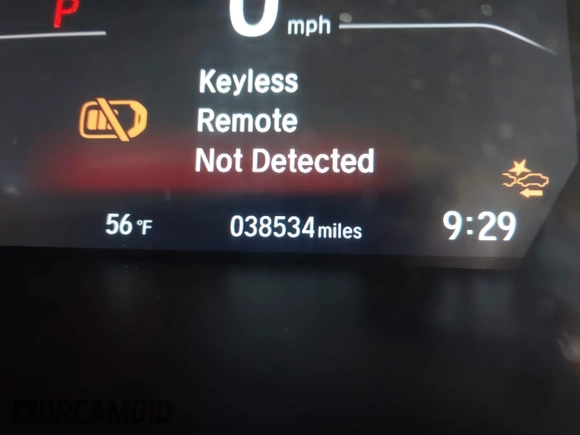 P
0 mph
Keyless
Remote
Not Detected
56 °F 038534 miles 9:29
DREAMBID